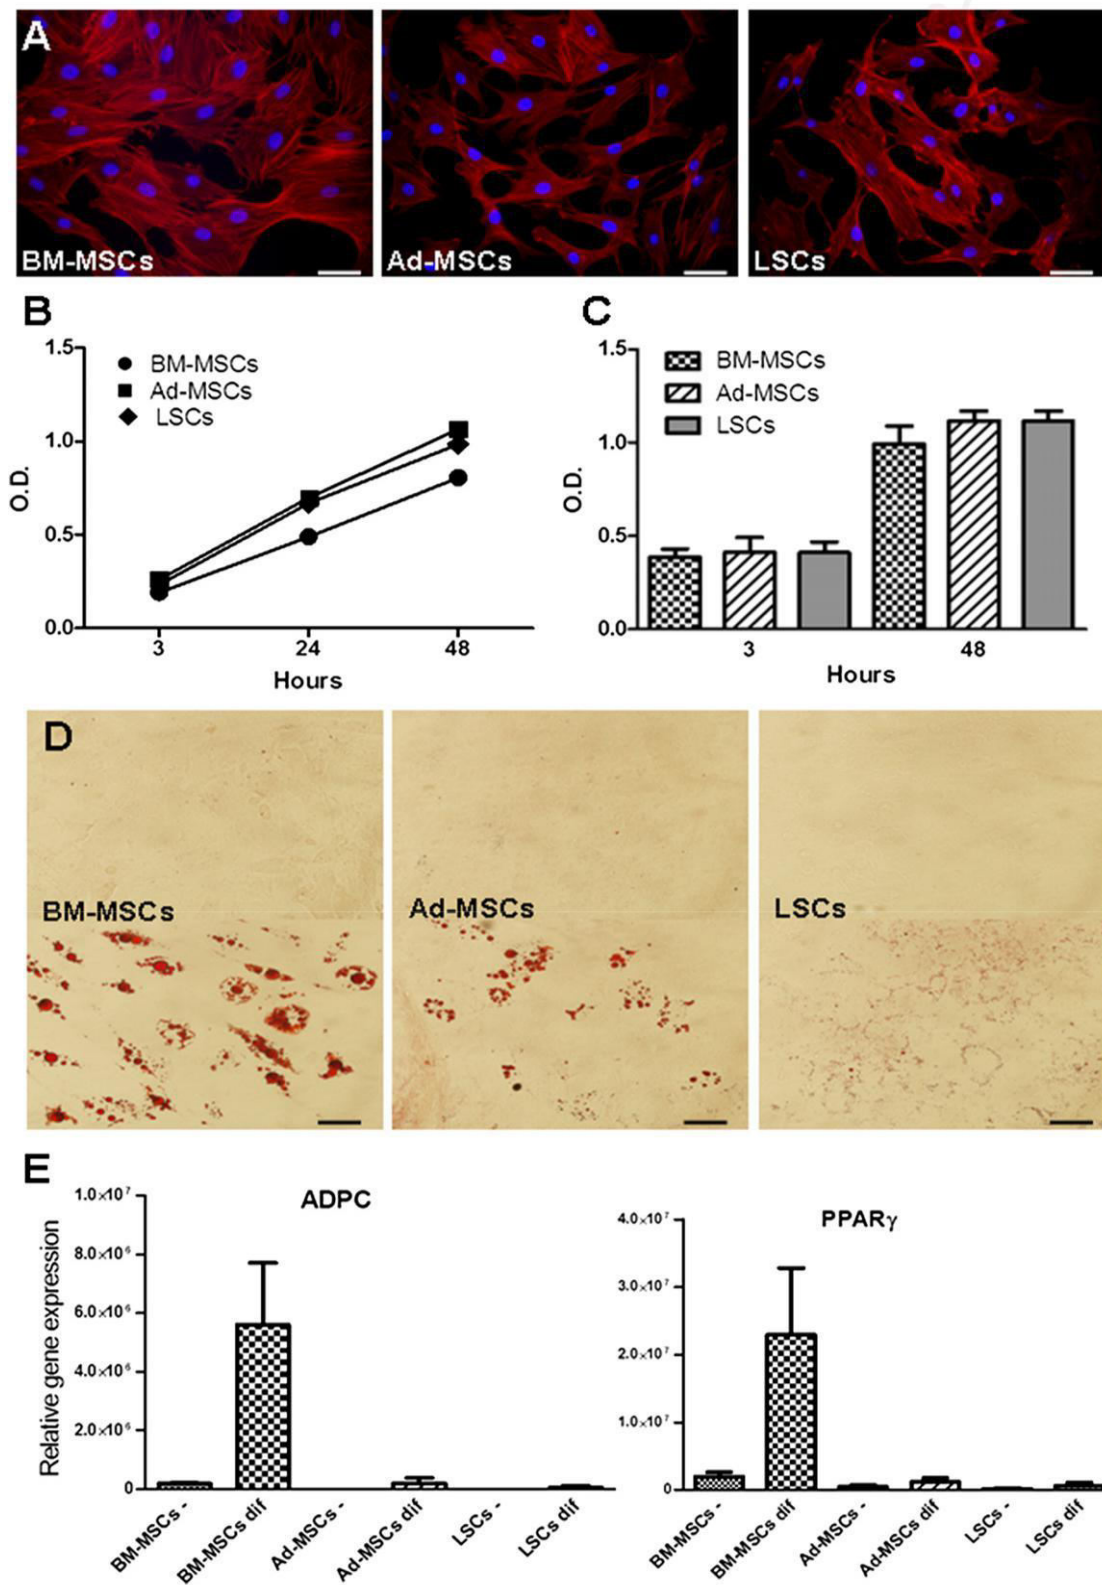 A
BM-MSCs
Ad-MSCs
LSCs
B
1.5
1.0
0.5
0.0
O.D.
BM-MSCs
Ad-MSCs
LSCs
3
24
48
Hours
C
1.5
1.0
0.5
0.0
O.D.
BM-MSCs
Ad-MSCs
LSCs
3
48
Hours
D
BM-MSCs
Ad-MSCs
LSCs
E
ADPC
Relative gene expression
1.0×10⁷
8.0×10⁶
6.0×10⁶
4.0×10⁶
2.0×10⁶
0
BM-MSCs -
BM-MSCs dif
Ad-MSCs -
Ad-MSCs dif
LSCs -
LSCs dif
PPARγ
4.0×10⁷
3.0×10⁷
2.0×10⁷
1.0×10⁷
0
BM-MSCs -
BM-MSCs dif
Ad-MSCs -
Ad-MSCs dif
LSCs -
LSCs dif